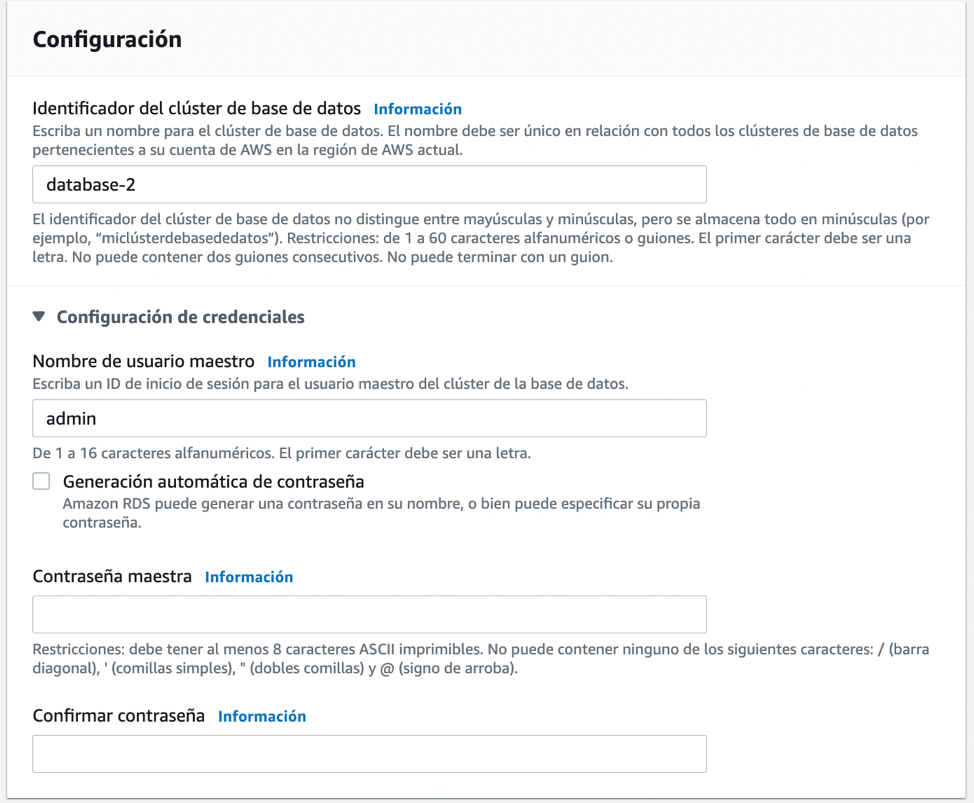 Configuración
Identificador del clúster de base de datos Información
Escriba un nombre para el clúster de base de datos. El nombre debe ser único en relación con todos los clústeres de base de datos
pertenecientes a su cuenta de AWS en la región de AWS actual.
database-2
El identificador del clúster de base de datos no distingue entre mayúsculas y minúsculas, pero se almacena todo en minúsculas (por
ejemplo, “miclústerdebasededatos”). Restricciones: de 1 a 60 caracteres alfanuméricos o guiones. El primer carácter debe ser una
letra. No puede contener dos guiones consecutivos. No puede terminar con un guion.
Configuración de credenciales
Nombre de usuario maestro Información
Escriba un ID de inicio de sesión para el usuario maestro del clúster de la base de datos.
admin
De 1 a 16 caracteres alfanuméricos. El primer carácter debe ser una letra.
Generación automática de contraseña
Amazon RDS puede generar una contraseña en su nombre, o bien puede especificar su propia
contraseña.
Contraseña maestra Información
Restricciones: debe tener al menos 8 caracteres ASCII imprimibles. No puede contener ninguno de los siguientes caracteres: / (barra
diagonal), ' (comillas simples), " (dobles comillas) y @ (signo de arroba).
Confirmar contraseña Información